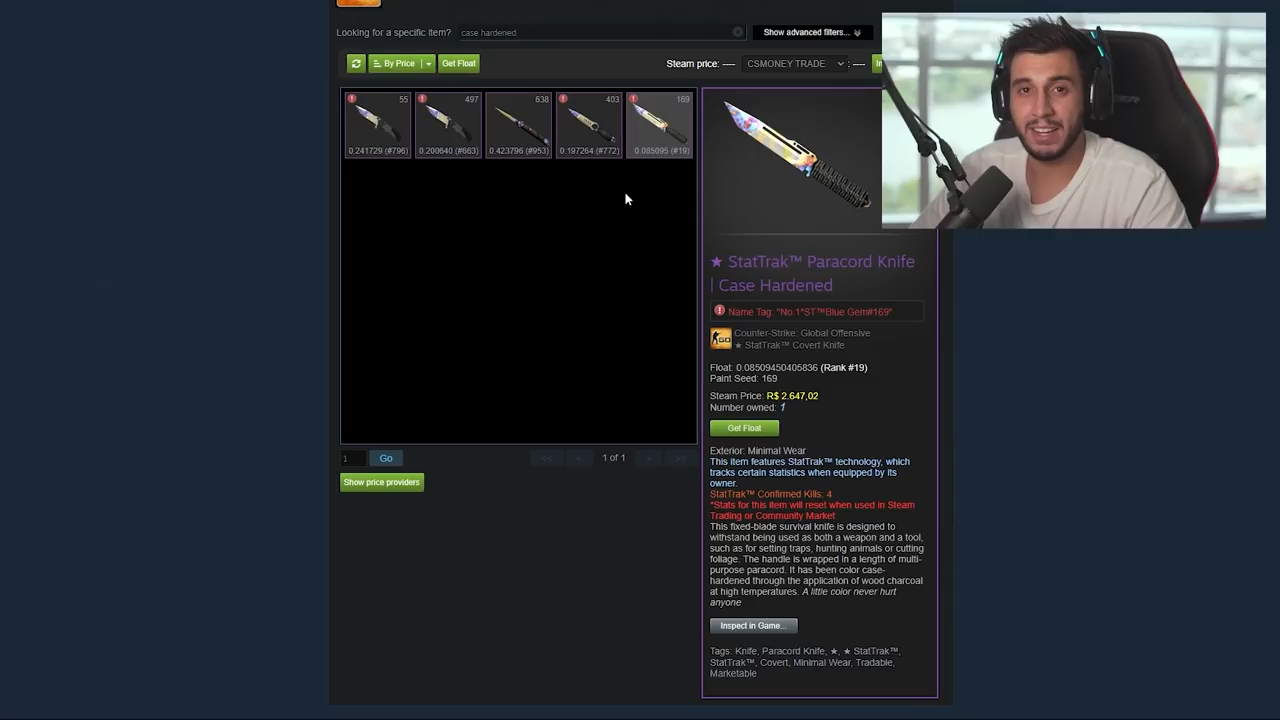 Looking for a specific item?
case hardened
Show advanced filters...
By Price
Get Float
Steam price: ---- CSMONEY TRADE : ----
55
497
638
403
169
0.241729 (#796)
0.200640 (#663)
0.423796 (#953)
0.197264 (#772)
0.085095 (#19)
★ StatTrak™ Paracord Knife
| Case Hardened
Name Tag: "No.1*ST™Blue Gem#169"
GO
Counter-Strike: Global Offensive
★ StatTrak™ Covert Knife
Float: 0.08509450405836 (Rank #19)
Paint Seed: 169
Steam Price: R$ 2.647,02
Number owned: 1
Get Float
Exterior: Minimal Wear
This item features StatTrak™ technology, which
tracks certain statistics when equipped by its
owner.
StatTrak™ Confirmed Kills: 4
*Stats for this item will reset when used in Steam
Trading or Community Market
This fixed-blade survival knife is designed to
withstand being used as both a weapon and a tool,
such as for setting traps, hunting animals or cutting
foliage. The handle is wrapped in a length of multi-
purpose paracord. It has been color case-
hardened through the application of wood charcoal
at high temperatures. A little color never hurt
anyone
Inspect in Game...
Tags: Knife, Paracord Knife, ★, ★ StatTrak™,
StatTrak™, Covert, Minimal Wear, Tradable,
Marketable
1
Go
<<
<
1 of 1
>
>>
Show price providers